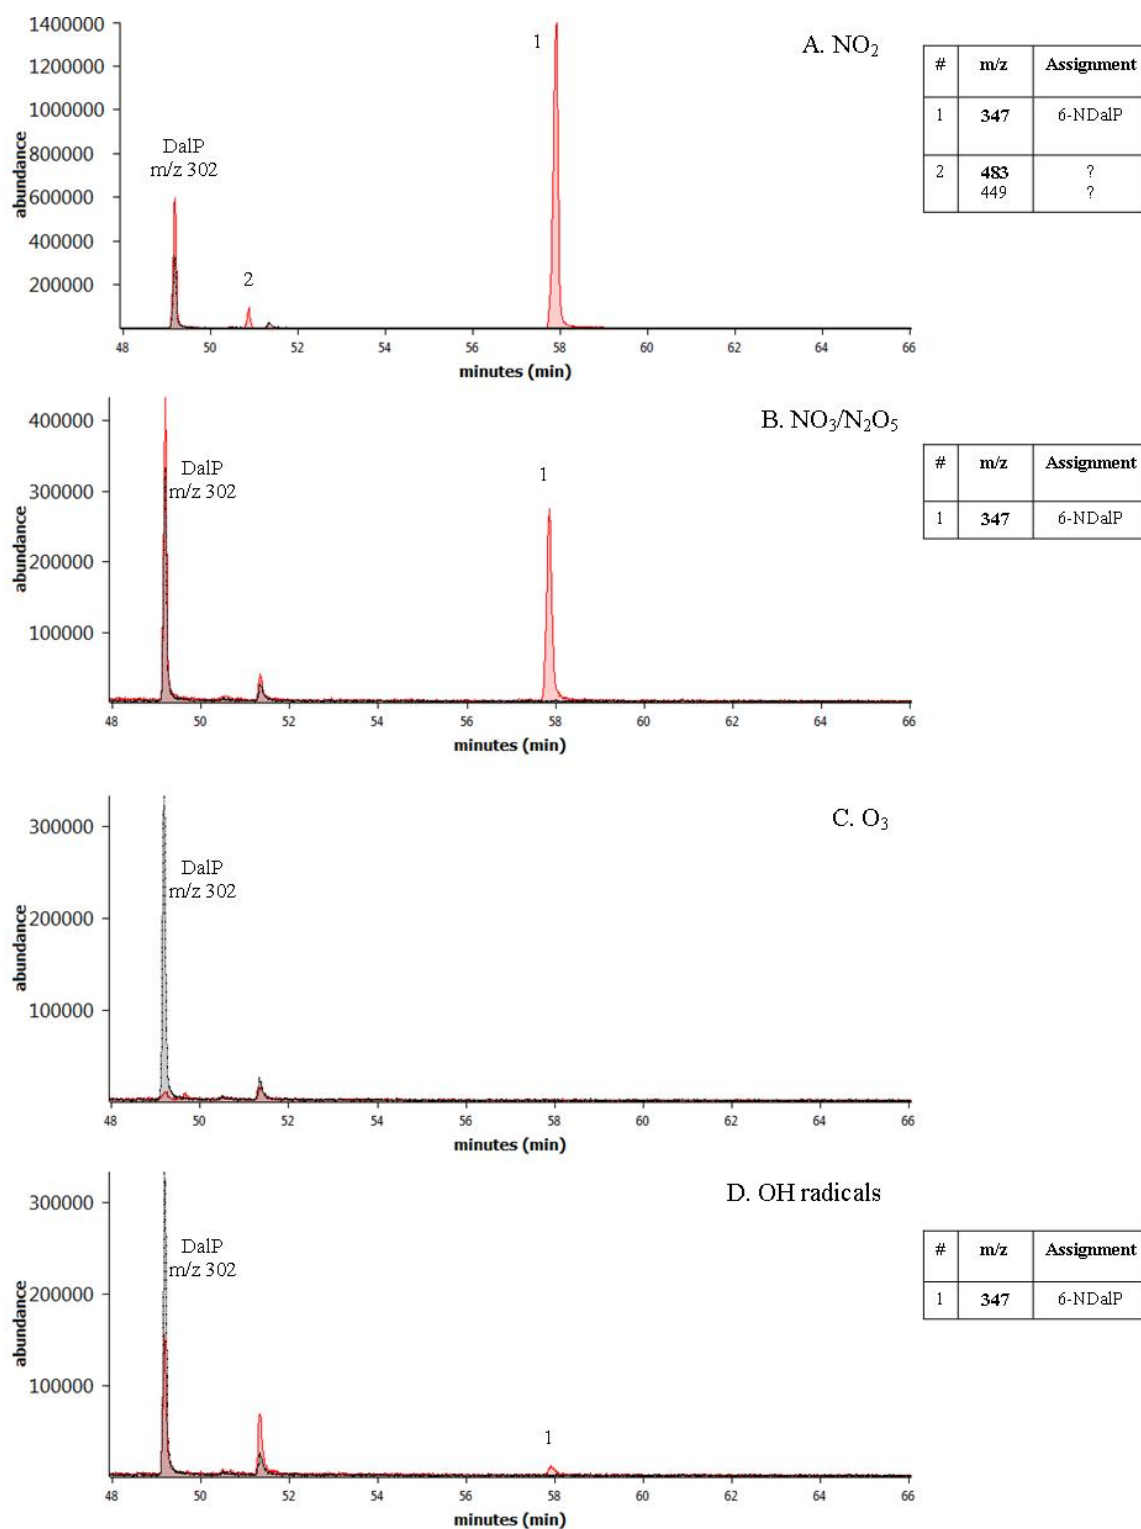 A. NO₂
1400000
1200000
1000000
800000
600000
400000
200000
abundance
DalP
m/z 302
2
1
48 50 52 54 56 58 60 62 64 66
minutes (min)
# m/z Assignment
1 347 6-NDalP
2 483 ?
449 ?
B. NO₃/N₂O₅
400000
300000
200000
100000
abundance
DalP
m/z 302
1
48 50 52 54 56 58 60 62 64 66
minutes (min)
# m/z Assignment
1 347 6-NDalP
C. O₃
300000
200000
100000
abundance
DalP
m/z 302
48 50 52 54 56 58 60 62 64 66
minutes (min)
D. OH radicals
300000
200000
100000
abundance
DalP
m/z 302
1
48 50 52 54 56 58 60 62 64 66
minutes (min)
# m/z Assignment
1 347 6-NDalP